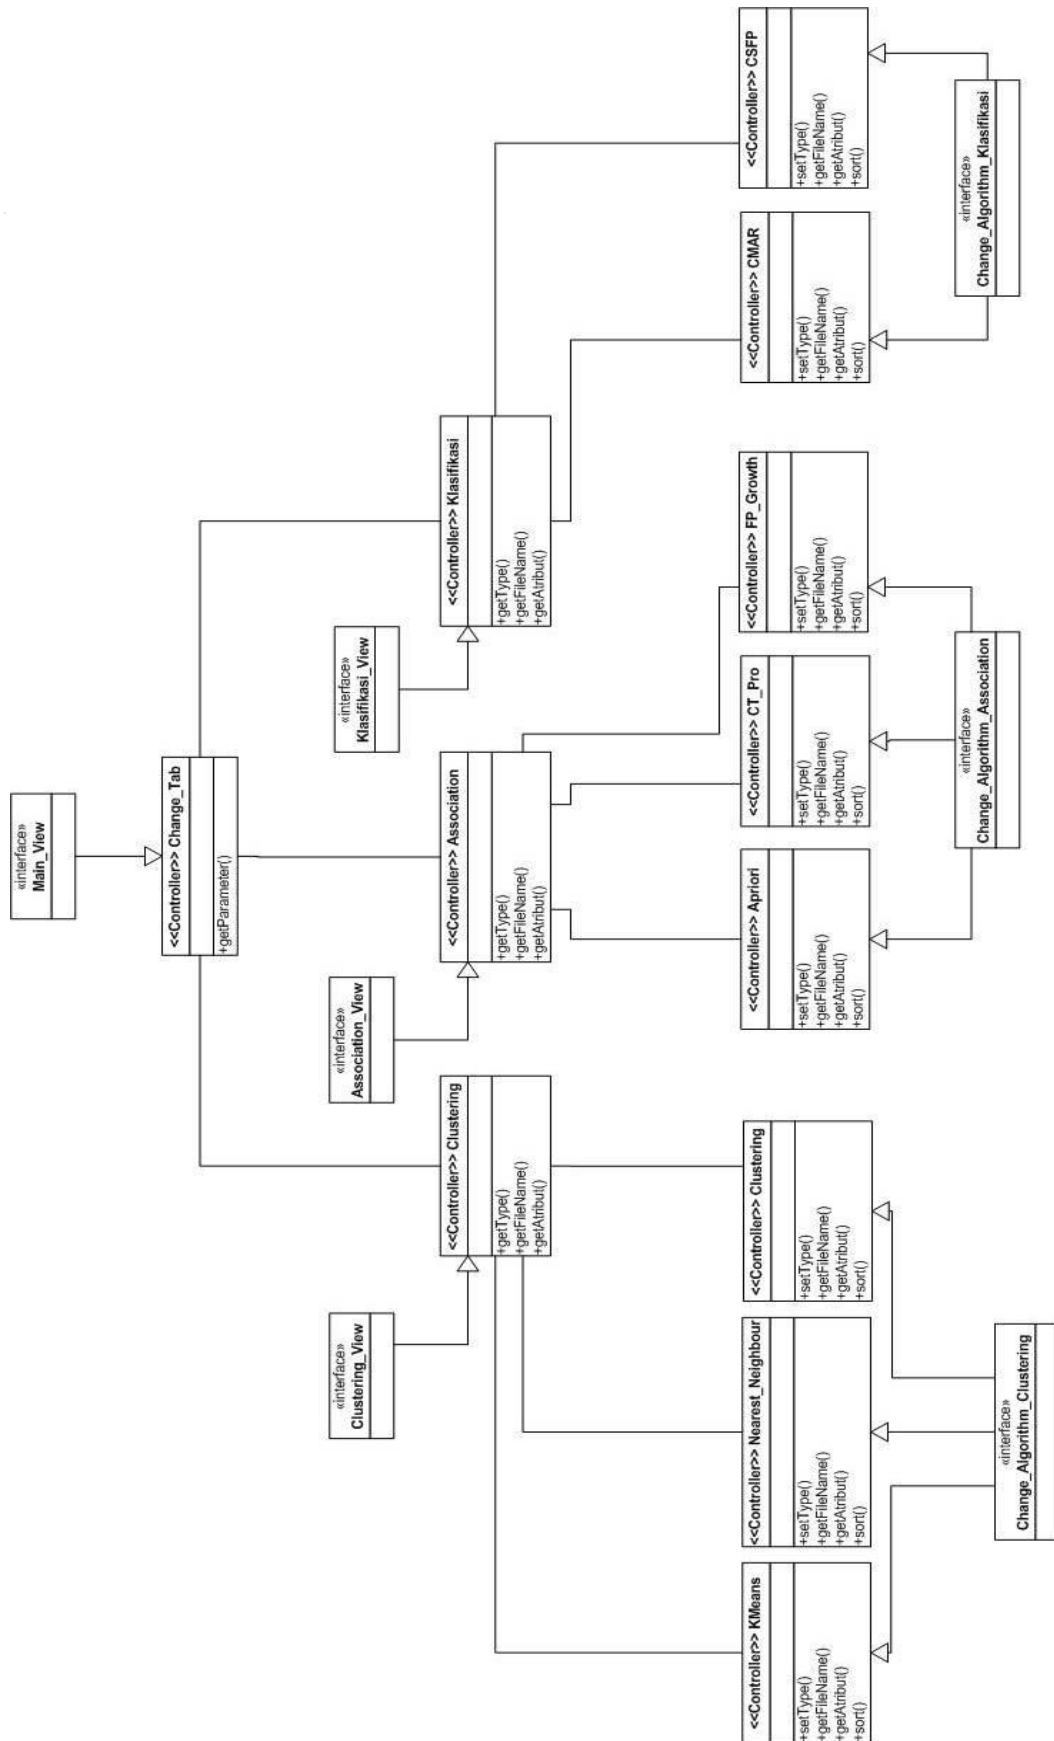 «interface»
Main_View
<<Controller>> Change_Tab
+getParameter()
«interface»
Clustering_View
«interface»
Association_View
«interface»
Klasifikasi_View
<<Controller>> Clustering
+getType()
+getFileName()
+getAtribut()
<<Controller>> Association
+getType()
+getFileName()
+getAtribut()
<<Controller>> Klasifikasi
+getType()
+getFileName()
+getAtribut()
<<Controller>> KMeans
+setType()
+getFileName()
+getAtribut()
+sort()
<<Controller>> Nearest_Neighbour
+setType()
+getFileName()
+getAtribut()
+sort()
<<Controller>> Clustering
+setType()
+getFileName()
+getAtribut()
+sort()
<<Controller>> Apriori
+setType()
+getFileName()
+getAtribut()
+sort()
<<Controller>> CT_Pro
+setType()
+getFileName()
+getAtribut()
+sort()
<<Controller>> FP_Growth
+setType()
+getFileName()
+getAtribut()
+sort()
<<Controller>> CMAR
+setType()
+getFileName()
+getAtribut()
+sort()
<<Controller>> CSFP
+setType()
+getFileName()
+getAtribut()
+sort()
«interface»
Change_Algorithm_Clustering
«interface»
Change_Algorithm_Association
«interface»
Change_Algorithm_Klasifikasi